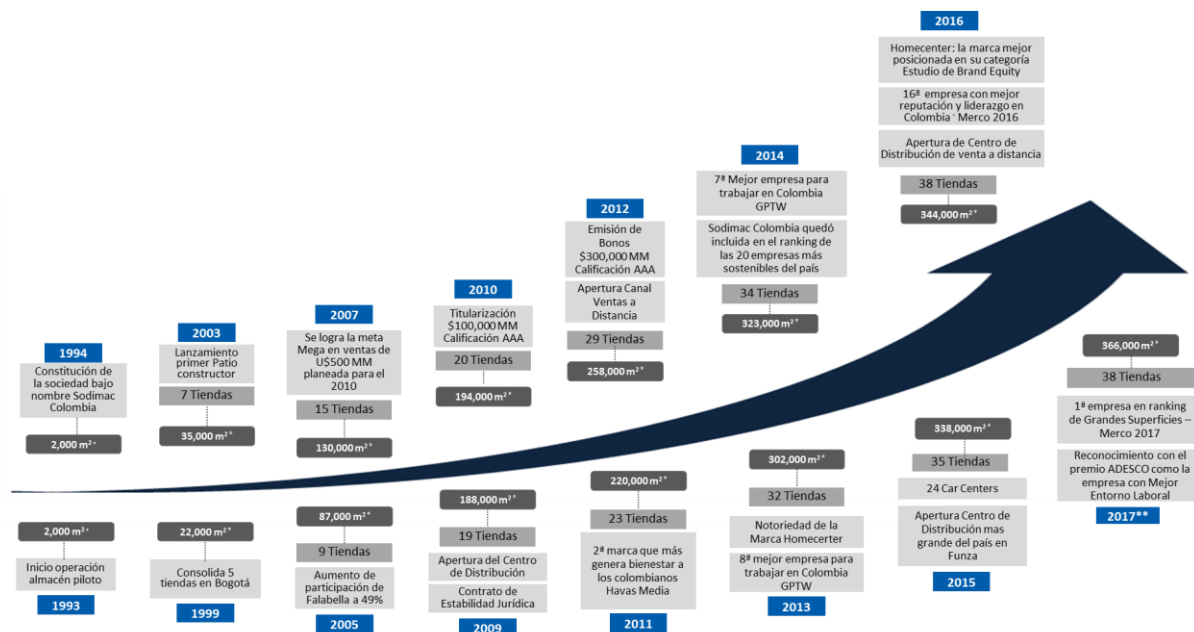 2016
Homecenter: la marca mejor
posicionada en su categoría
Estudio de Brand Equity
16ª empresa con mejor
reputación y liderazgo en
Colombia ˈ Merco 2016
Apertura de Centro de
Distribución de venta a distancia
38 Tiendas
344,000 m²*
2014
7ª Mejor empresa para
trabajar en Colombia
GPTW
Sodimac Colombia quedó
incluida en el ranking de
las 20 empresas más
sostenibles del país
34 Tiendas
323,000 m²*
2012
Emisión de
Bonos
$300,000 MM
Calificación AAA
Apertura Canal
Ventas a
Distancia
29 Tiendas
258,000 m²*
2010
Titularización
$100,000 MM
Calificación AAA
20 Tiendas
194,000 m²*
2007
Se logra la meta
Mega en ventas de
U$500 MM
planeada para el
2010
15 Tiendas
130,000 m²*
2003
Lanzamiento
primer Patio
constructor
7 Tiendas
35,000 m²*
1994
Constitución de
la sociedad bajo
nombre Sodimac
Colombia
2,000 m²*
2,000 m²*
Inicio operación
almacén piloto
1993
22,000 m²*
Consolida 5
tiendas en Bogotá
1999
87,000 m²*
9 Tiendas
Aumento de
participación de
Falabella a 49%
2005
188,000 m²*
19 Tiendas
Apertura del Centro
de Distribución
Contrato de
Estabilidad Jurídica
2009
220,000 m²*
23 Tiendas
2ª marca que más
genera bienestar a
los colombianos
Havas Media
2011
302,000 m²*
32 Tiendas
Notoriedad de la
Marca Homecerter
8ª mejor empresa para
trabajar en Colombia
GPTW
2013
338,000 m²*
35 Tiendas
24 Car Centers
Apertura Centro de
Distribución mas
grande del país en
Funza
2015
366,000 m²*
38 Tiendas
1ª empresa en ranking
de Grandes Superficies –
Merco 2017
Reconocimiento con el
premio ADESCO como la
empresa con Mejor
Entorno Laboral
2017**